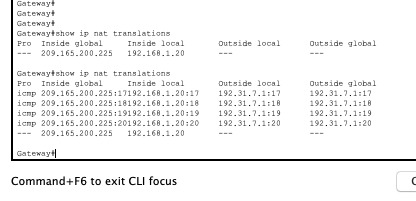 Gateway#
Gateway#
Gateway#
Gateway#show ip nat translations
Pro  Inside global     Inside local       Outside local      Outside global
---  209.165.200.225   192.168.1.20       ---                ---

Gateway#show ip nat translations
Pro  Inside global     Inside local       Outside local      Outside global
icmp 209.165.200.225:17192.168.1.20:17    192.31.7.1:17      192.31.7.1:17
icmp 209.165.200.225:18192.168.1.20:18    192.31.7.1:18      192.31.7.1:18
icmp 209.165.200.225:19192.168.1.20:19    192.31.7.1:19      192.31.7.1:19
icmp 209.165.200.225:20192.168.1.20:20    192.31.7.1:20      192.31.7.1:20
---  209.165.200.225   192.168.1.20       ---                ---

Gateway#
Command+F6 to exit CLI focus